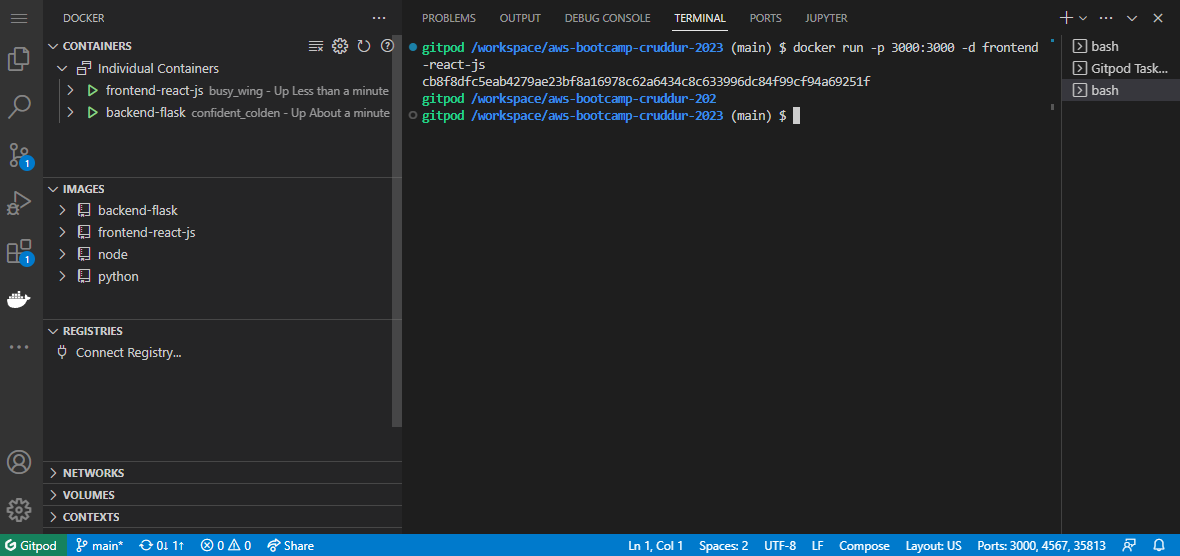 DOCKER
CONTAINERS
Individual Containers
frontend-react-js busy_wing - Up Less than a minute
backend-flask confident_colden - Up About a minute
IMAGES
backend-flask
frontend-react-js
node
python
REGISTRIES
Connect Registry...
NETWORKS
VOLUMES
CONTEXTS
1
1
PROBLEMS OUTPUT DEBUG CONSOLE TERMINAL PORTS JUPYTER
gitpod /workspace/aws-bootcamp-cruddur-2023 (main) $ docker run -p 3000:3000 -d frontend
-react-js
cb8f8dfc5eab4279ae23bf8a16978c62a6434c8c633996dc84f99cf94a69251f
gitpod /workspace/aws-bootcamp-cruddur-202
gitpod /workspace/aws-bootcamp-cruddur-2023 (main) $
bash
Gitpod Task...
bash
Gitpod main* 0↓ 1↑ 0 0 Share Ln 1, Col 1 Spaces: 2 UTF-8 LF Compose Layout: US Ports: 3000, 4567, 35813